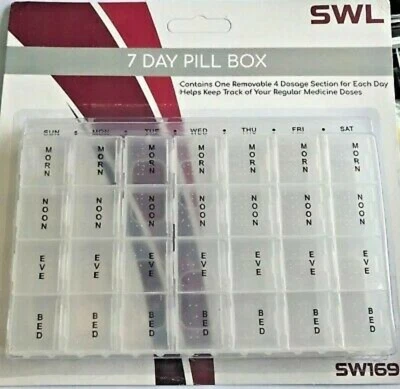 SWL
7 DAY PILL BOX
Contains One Removable 4 Dosage Section for Each Day
Helps Keep Track of Your Regular Medicine Doses
SUN • MON • TUE • WED • THU • FRI • SAT
MORN MORN MORN MORN MORN MORN MORN
NOON NOON NOON NOON NOON NOON NOON
EVE EVE EVE EVE EVE EVE EVE
BED BED BED BED BED BED BED
SW169